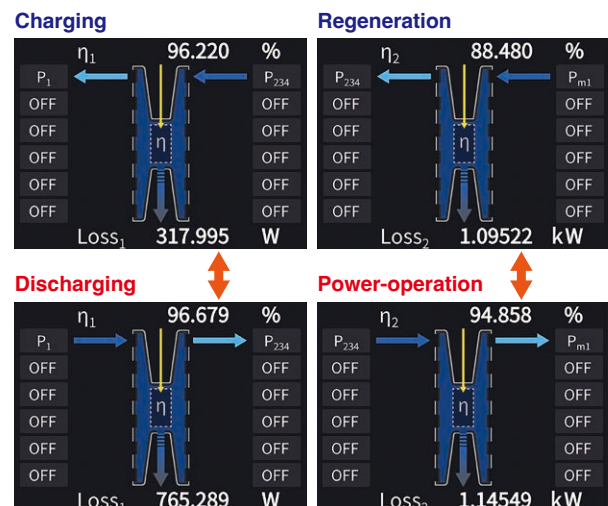 Charging
η1 96.220 %
P1 P234
OFF OFF
OFF OFF
OFF OFF
OFF OFF
OFF OFF
η
Loss1 317.995 W
Regeneration
η2 88.480 %
P234 Pm1
OFF OFF
OFF OFF
OFF OFF
OFF OFF
OFF OFF
η
Loss2 1.09522 kW
Discharging
η1 96.679 %
P1 P234
OFF OFF
OFF OFF
OFF OFF
OFF OFF
OFF OFF
η
Loss1 765.289 W
Power-operation
η2 94.858 %
P234 Pm1
OFF OFF
OFF OFF
OFF OFF
OFF OFF
OFF OFF
η
Loss2 1.14549 kW